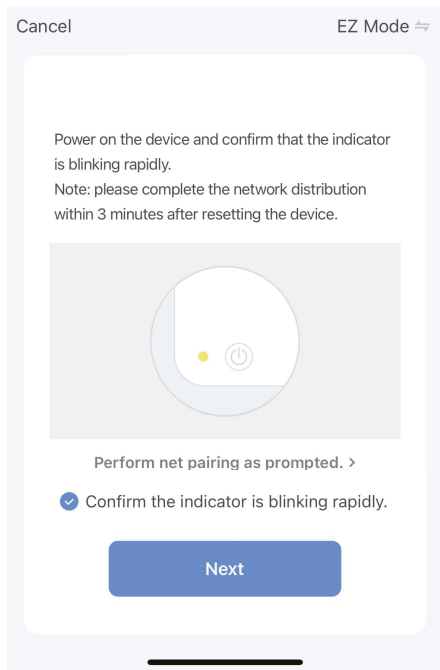 Cancel
EZ Mode
Power on the device and confirm that the indicator
is blinking rapidly.
Note: please complete the network distribution
within 3 minutes after resetting the device.
Perform net pairing as prompted. >
Confirm the indicator is blinking rapidly.
Next